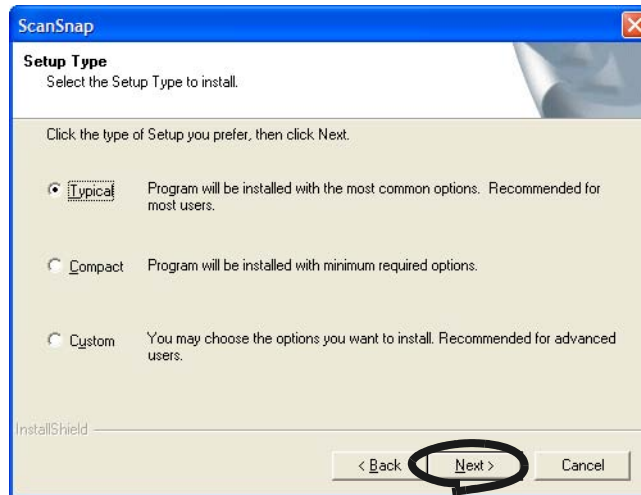 ScanSnap
Setup Type
Select the Setup Type to install.
Click the type of Setup you prefer, then click Next.
Typical
Program will be installed with the most common options. Recommended for
most users.
Compact
Program will be installed with minimum required options.
Custom
You may choose the options you want to install. Recommended for advanced
users.
InstallShield
< Back
Next >
Cancel